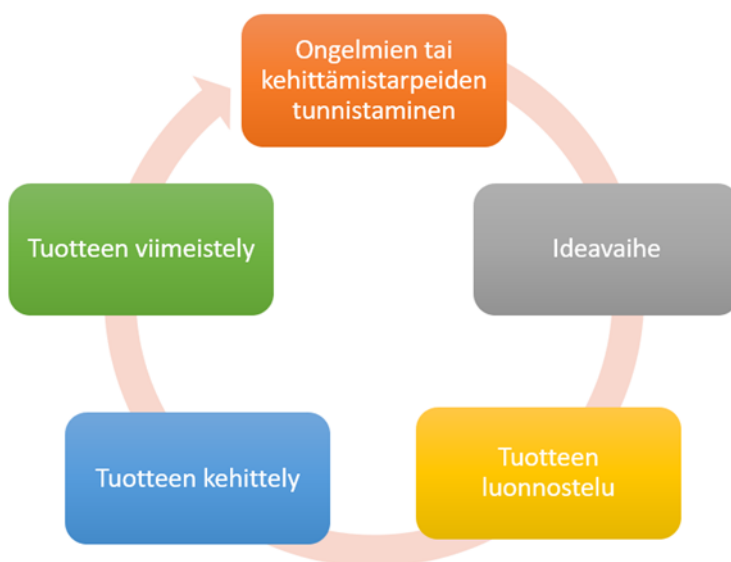 Ongelmien tai
kehittämistarpeiden
tunnistaminen
Ideavaihe
Tuotteen
luonnostelu
Tuotteen kehittely
Tuotteen viimeistely